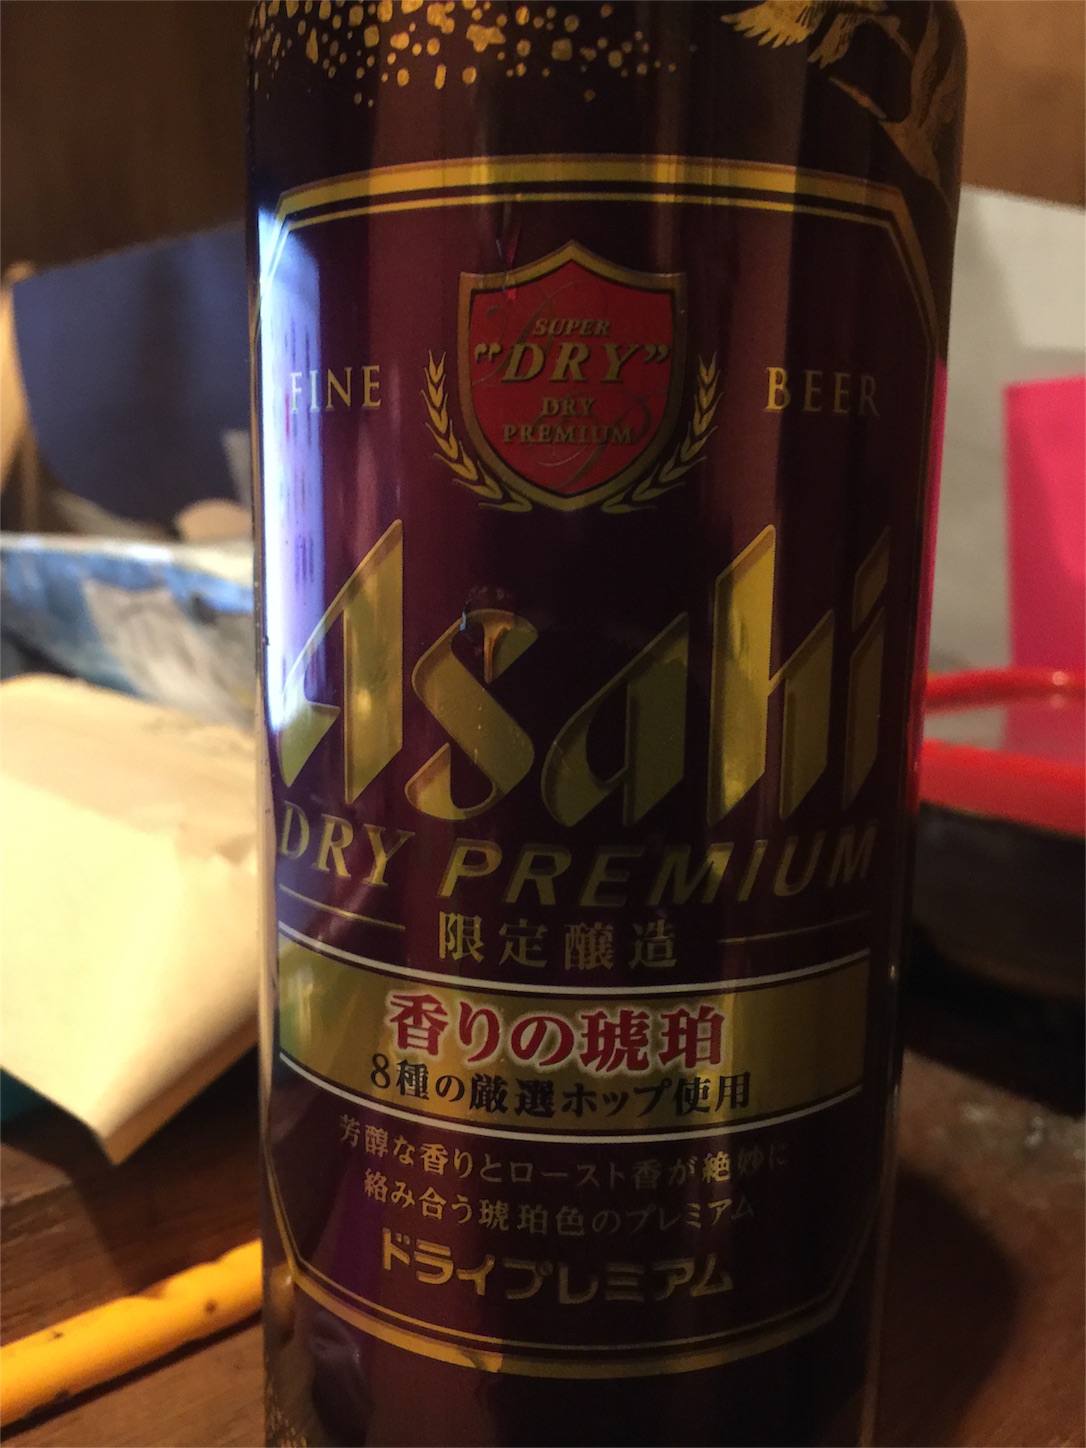 SUPER
"DRY"
DRY
PREMIUM
FINE
BEER
Asahi
DRY PREMIUM
限定醸造
香りの琥珀
8種の厳選ホップ使用
芳醇な香りとロースト香が絶妙に
絡み合う琥珀色のプレミアム
ドライプレミアム